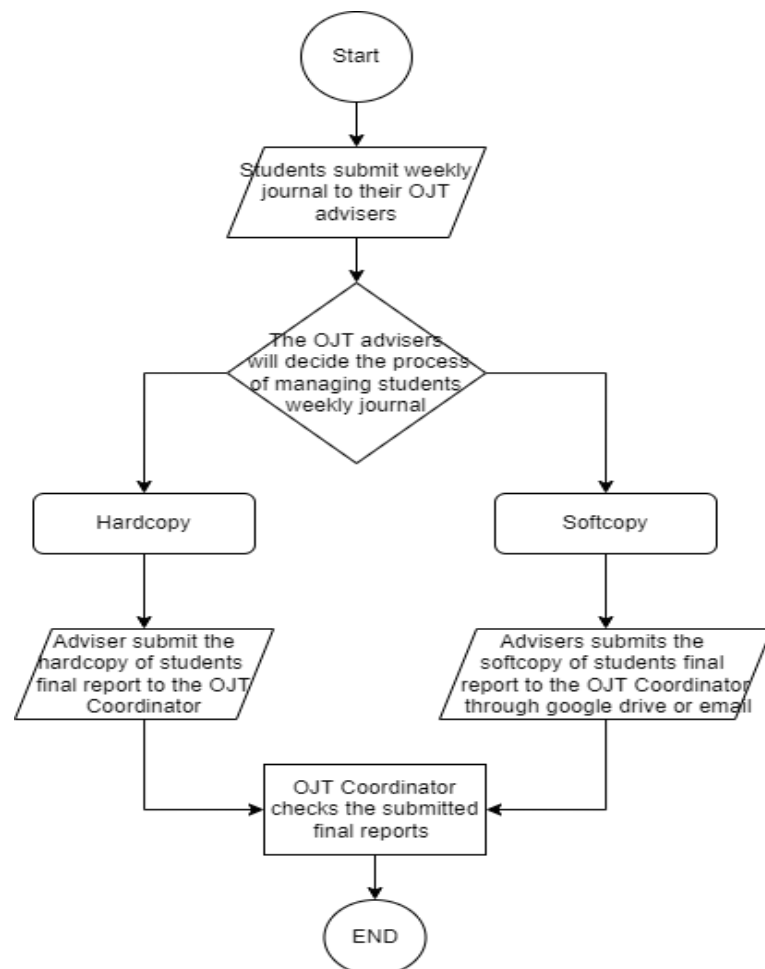 Start
Students submit weekly
journal to their OJT
advisers
The OJT advisers
will decide the process
of managing students
weekly journal
Hardcopy
Softcopy
Adviser submit the
hardcopy of students
final report to the OJT
Coordinator
Advisers submits the
softcopy of students final
report to the OJT Coordinator
through google drive or email
OJT Coordinator
checks the submitted
final reports
END